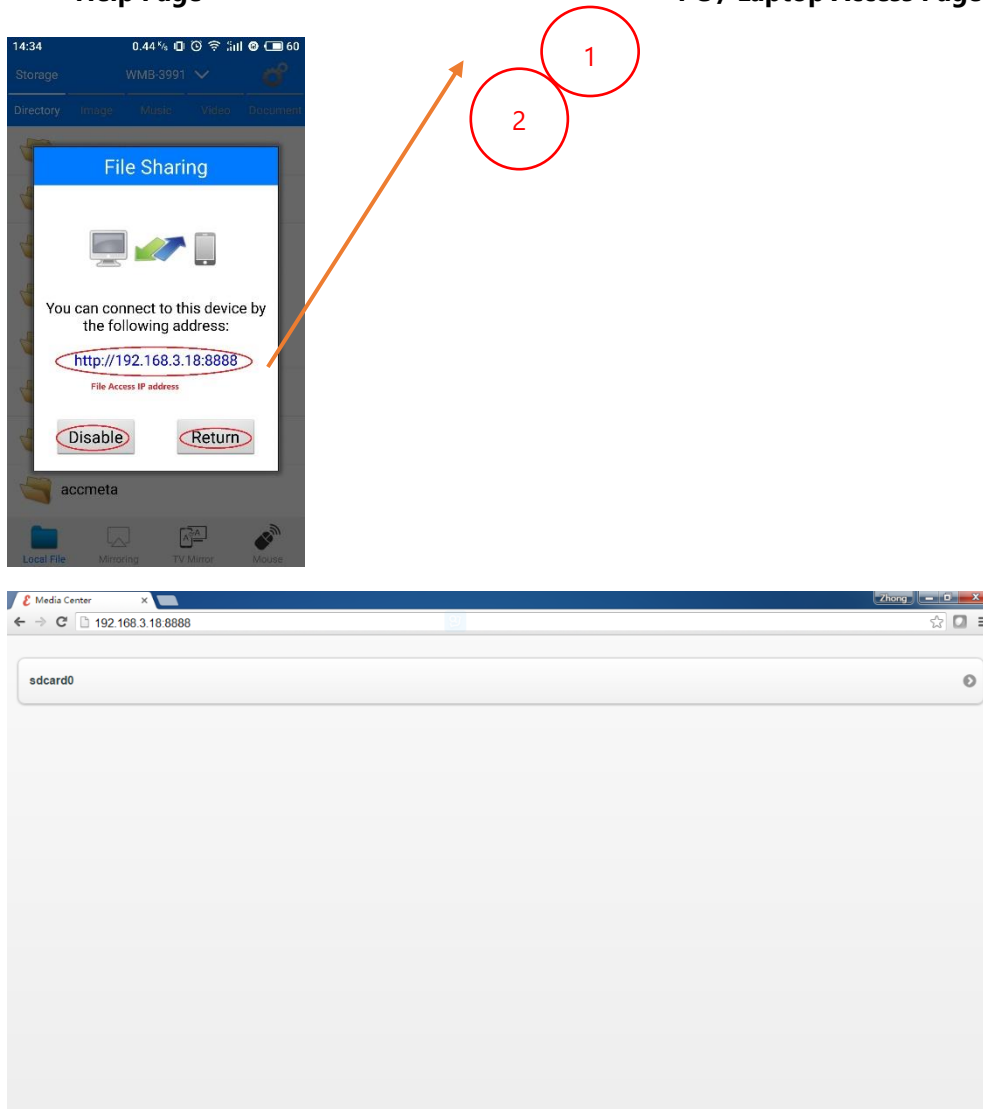 Help Page
PC / Laptop Access Page
14:34 0.44 K/s 60
1
2
Storage WMB-3991
Directory Image Music Video Document
File Sharing
You can connect to this device by
the following address:
http://192.168.3.18:8888
File Access IP address
Disable Return
accmeta
Local File Mirroring TV Mirror Mouse
Media Center Zhong
192.168.3.18:8888
sdcard0